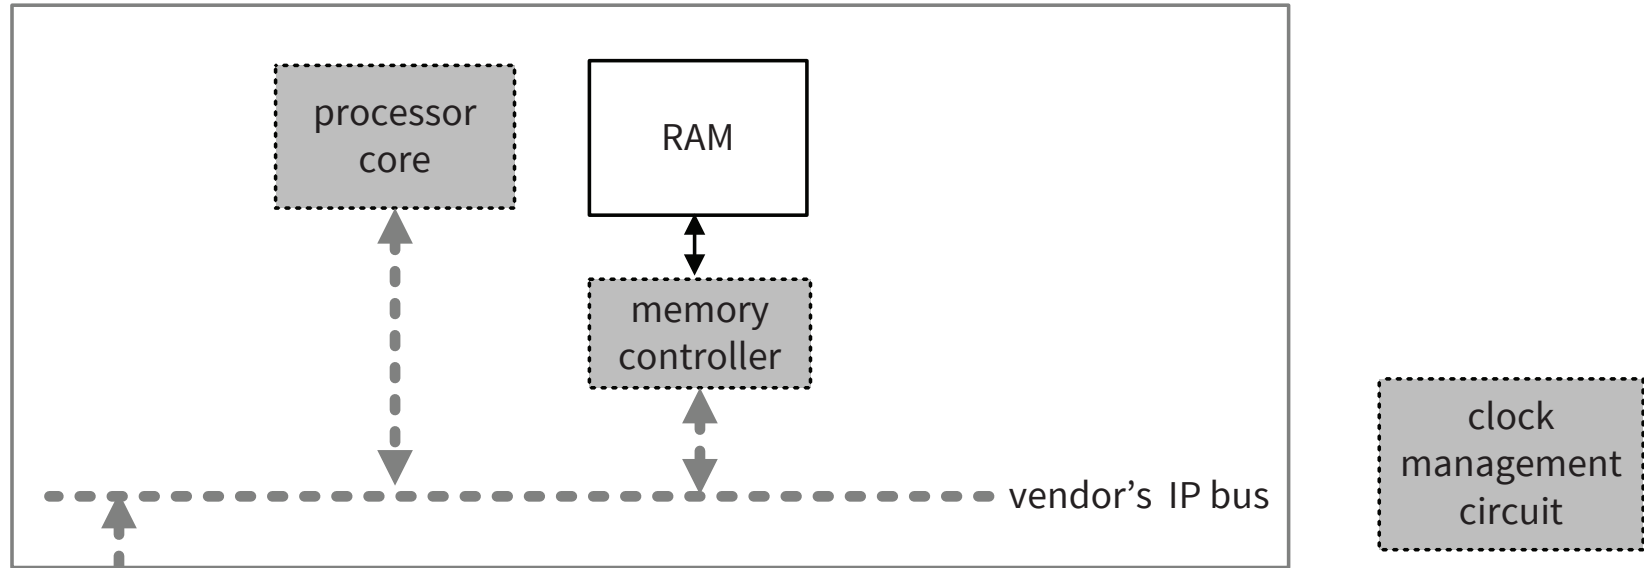 processor
core
RAM
memory
controller
vendor’s IP bus
clock
management
circuit